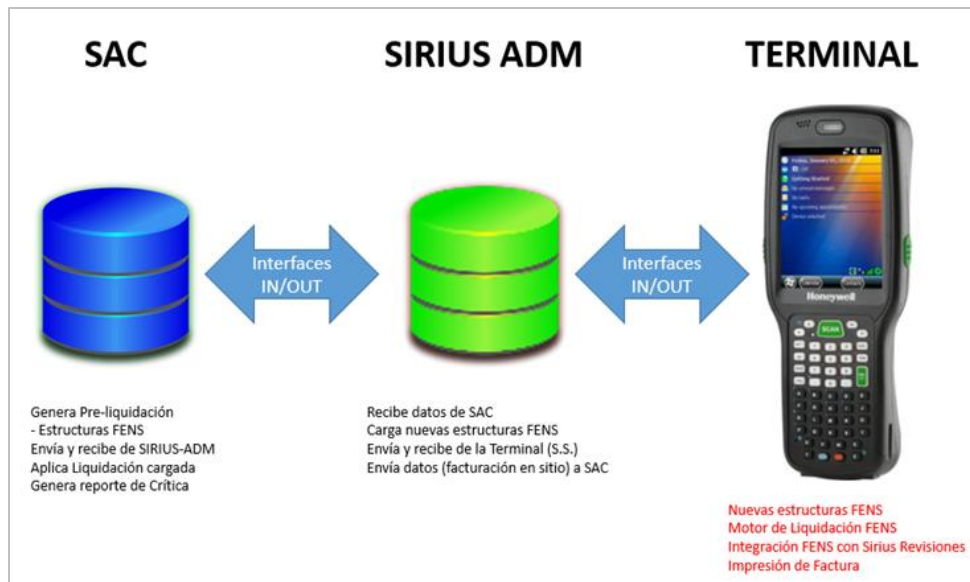 SAC
SIRIUS ADM
TERMINAL
Interfaces
IN/OUT
Interfaces
IN/OUT
Honeywell
SCAN
Genera Pre-liquidación
- Estructuras FENS
Envía y recibe de SIRIUS-ADM
Aplica Liquidación cargada
Genera reporte de Crítica
Recibe datos de SAC
Carga nuevas estructuras FENS
Envía y recibe de la Terminal (S.S.)
Envía datos (facturación en sitio) a SAC
Nuevas estructuras FENS
Motor de Liquidación FENS
Integración FENS con Sirius Revisiones
Impresión de Factura